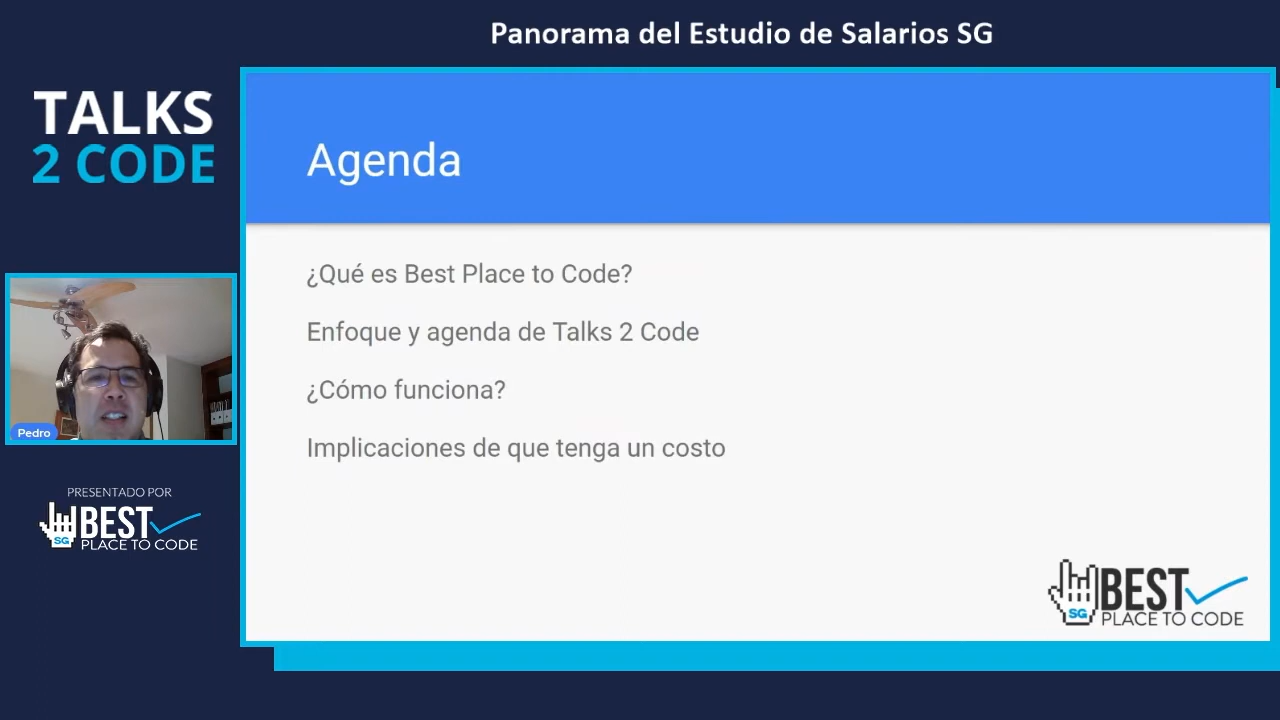 Panorama del Estudio de Salarios SG
TALKS
2 CODE
Agenda
¿Qué es Best Place to Code?
Enfoque y agenda de Talks 2 Code
¿Cómo funciona?
Implicaciones de que tenga un costo
Pedro
PRESENTADO POR
SG
BEST
PLACE TO CODE
SG
BEST
PLACE TO CODE